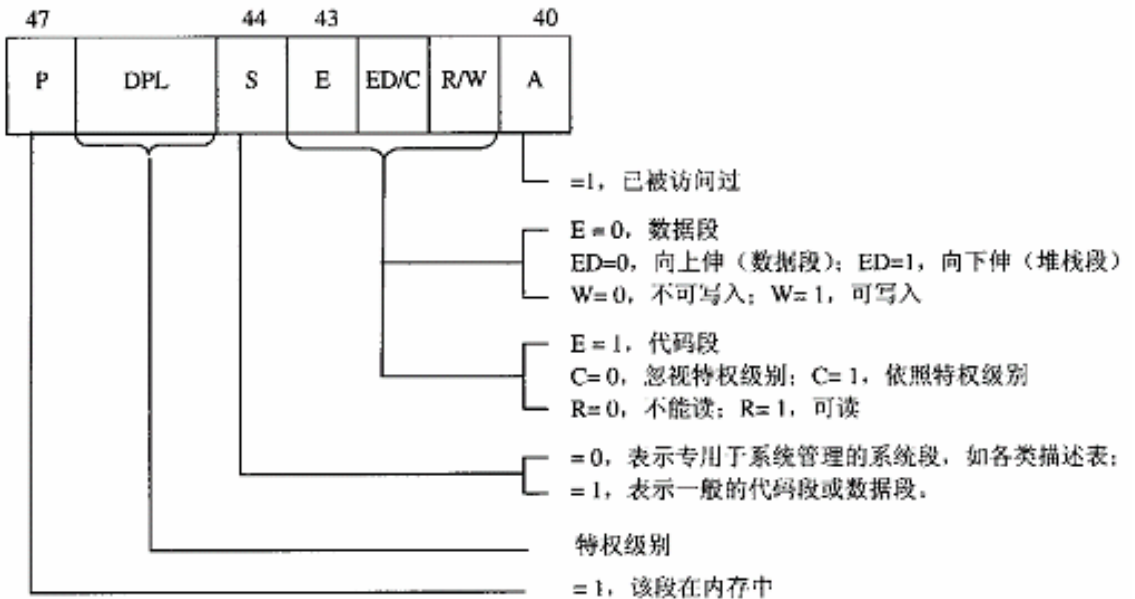 47 44 43 40
P DPL S E ED/C R/W A
=1，已被访问过
E=0，数据段
ED=0，向上伸（数据段）；ED=1，向下伸（堆栈段）
W=0，不可写入；W=1，可写入
E=1，代码段
C=0，忽视特权级别；C=1，依照特权级别
R=0，不能读；R=1，可读
=0，表示专用于系统管理的系统段，如各类描述表；
=1，表示一般的代码段或数据段。
特权级别
=1，该段在内存中